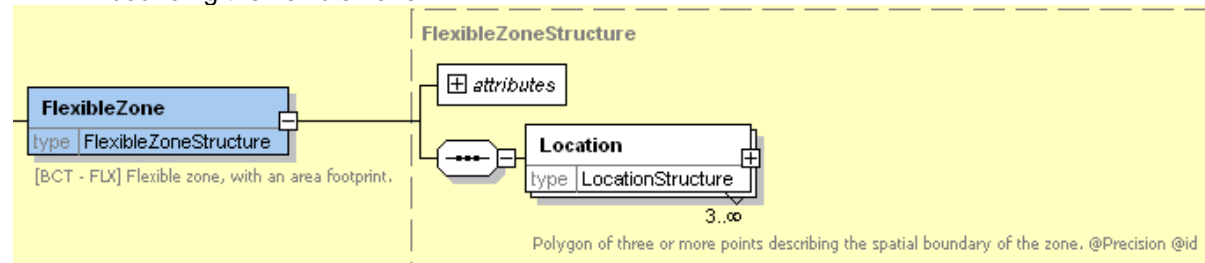 FlexibleZoneStructure
attributes
FlexibleZone
type FlexibleZoneStructure
[BCT - FLX] Flexible zone, with an area footprint.
Location
type LocationStructure
3..∞
Polygon of three or more points describing the spatial boundary of the zone. @Precision @id